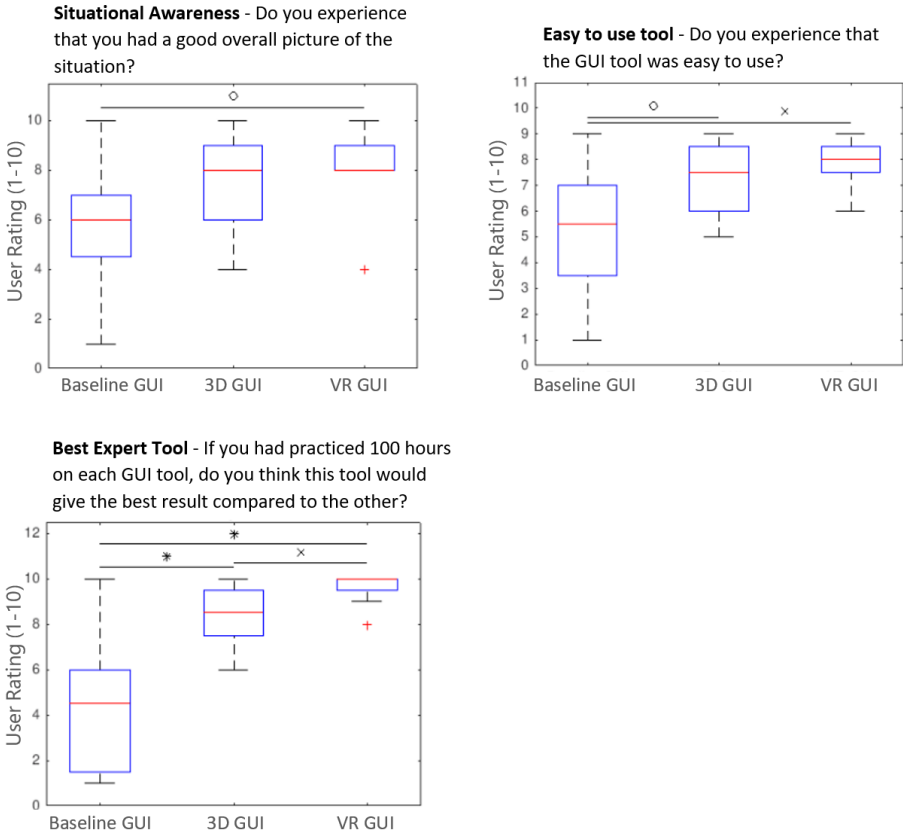 Situational Awareness - Do you experience
that you had a good overall picture of the
situation?
User Rating (1-10)
10
8
6
4
2
0
Baseline GUI
3D GUI
VR GUI
Easy to use tool - Do you experience that
the GUI tool was easy to use?
User Rating (1-10)
11
10
9
8
7
6
5
4
3
2
1
0
Baseline GUI
3D GUI
VR GUI
Best Expert Tool - If you had practiced 100 hours
on each GUI tool, do you think this tool would
give the best result compared to the other?
User Rating (1-10)
12
10
8
6
4
2
0
Baseline GUI
3D GUI
VR GUI